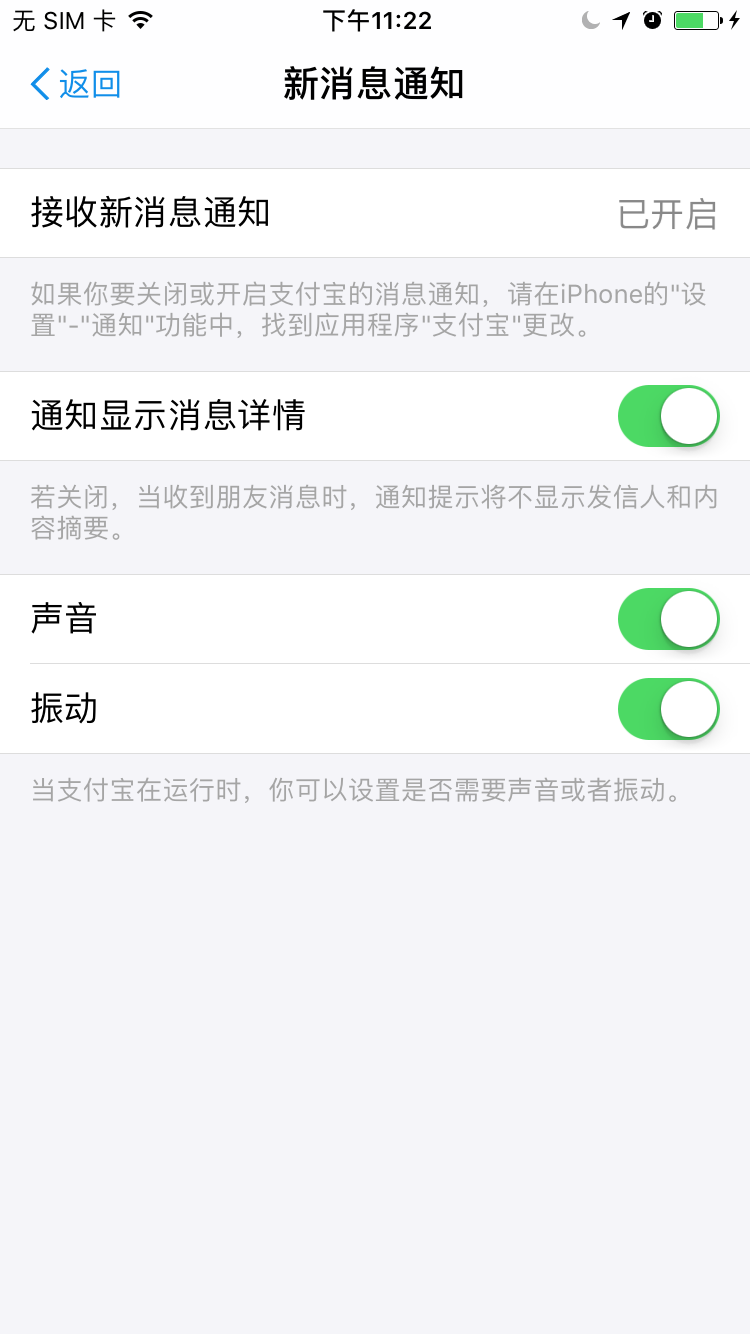 无 SIM 卡 下午11:22
返回 新消息通知
接收新消息通知 已开启
如果你要关闭或开启支付宝的消息通知，请在iPhone的"设
置"-"通知"功能中，找到应用程序"支付宝"更改。
通知显示消息详情
若关闭，当收到朋友消息时，通知提示将不显示发信人和内
容摘要。
声音
振动
当支付宝在运行时，你可以设置是否需要声音或者振动。